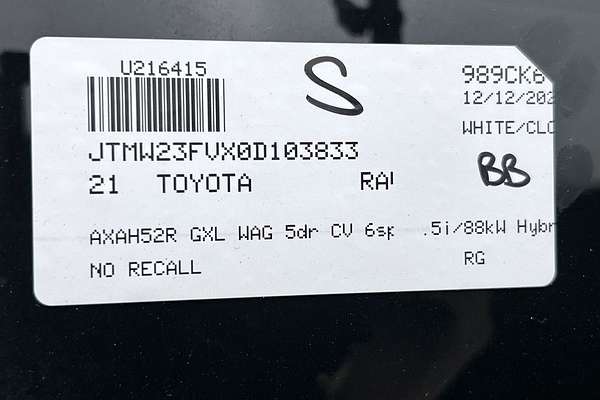 U216415
S
989CK6
12/12/202
JTMW23FVX0D103833
WHITE/CLO
21 TOYOTA RA
BB
AXAH52R GXL WAG 5dr CV 6sp .5i/88kW Hybr
NO RECALL RG